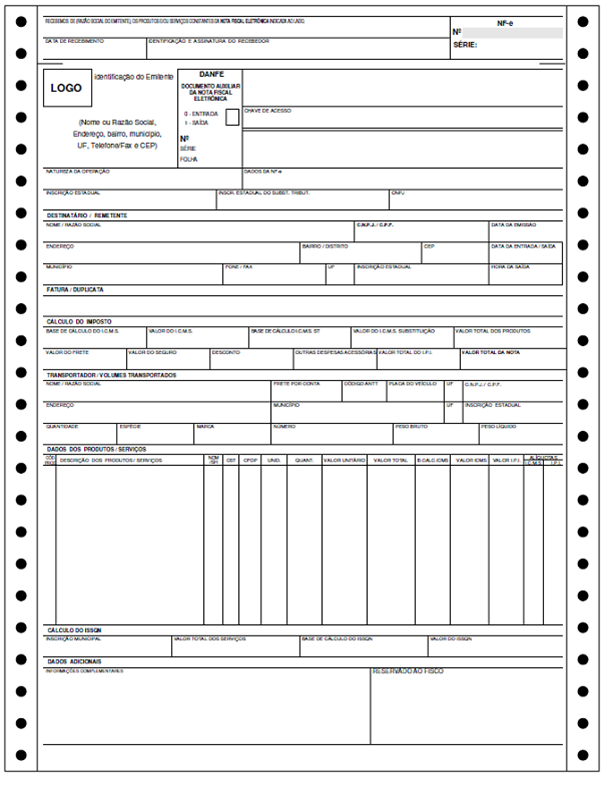 RECEBEMOS DE (RAZÃO SOCIAL DO EMITENTE), OS PRODUTOS E/OU SERVIÇOS CONSTANTES DA NOTA FISCAL ELETRÔNICA INDICADA AO LADO.
NF-e
Nº
SÉRIE:
DATA DE RECEBIMENTO
IDENTIFICAÇÃO E ASSINATURA DO RECEBEDOR
LOGO
identificação do Emitente
(Nome ou Razão Social,
Endereço, bairro, município,
UF, Telefone/Fax e CEP)
DANFE
DOCUMENTO AUXILIAR
DA NOTA FISCAL
ELETRÔNICA
0 - ENTRADA
1 - SAÍDA
Nº
SÉRIE
FOLHA
CHAVE DE ACESSO
NATUREZA DA OPERAÇÃO
DADOS DA NF-e
INSCRIÇÃO ESTADUAL
INSCR. ESTADUAL DO SUBST. TRIBUT.
CNPJ
DESTINATÁRIO / REMETENTE
NOME / RAZÃO SOCIAL
C.N.P.J. / C.P.F.
DATA DA EMISSÃO
ENDEREÇO
BAIRRO / DISTRITO
CEP
DATA DA ENTRADA / SAÍDA
MUNICÍPIO
FONE / FAX
UF
INSCRIÇÃO ESTADUAL
HORA DA SAÍDA
FATURA / DUPLICATA
CÁLCULO DO IMPOSTO
BASE DE CÁLCULO DO I.C.M.S.
VALOR DO I.C.M.S.
BASE DE CÁLCULO I.C.M.S. ST
VALOR DO I.C.M.S. SUBSTITUIÇÃO
VALOR TOTAL DOS PRODUTOS
VALOR DO FRETE
VALOR DO SEGURO
DESCONTO
OUTRAS DESPESAS ACESSÓRIAS
VALOR TOTAL DO I.P.I.
VALOR TOTAL DA NOTA
TRANSPORTADOR / VOLUMES TRANSPORTADOS
NOME / RAZÃO SOCIAL
FRETE POR CONTA
CÓDIGO ANTT
PLACA DO VEÍCULO
UF
C.N.P.J. / C.P.F.
ENDEREÇO
MUNICÍPIO
UF
INSCRIÇÃO ESTADUAL
QUANTIDADE
ESPÉCIE
MARCA
NÚMERO
PESO BRUTO
PESO LÍQUIDO
DADOS DOS PRODUTOS / SERVIÇOS
CÓD. PROD.
DESCRIÇÃO DOS PRODUTOS / SERVIÇOS
NCM /SH
CST
CFOP
UNID.
QUANT.
VALOR UNITÁRIO
VALOR TOTAL
B.CALC.ICMS
VALOR ICMS
VALOR I.P.I.
ALÍQUOTAS
I.C.M.S.
I.P.I.
CÁLCULO DO ISSQN
INSCRIÇÃO MUNICIPAL
VALOR TOTAL DOS SERVIÇOS
BASE DE CÁLCULO DO ISSQN
VALOR DO ISSQN
DADOS ADICIONAIS
INFORMAÇÕES COMPLEMENTARES
RESERVADO AO FISCO